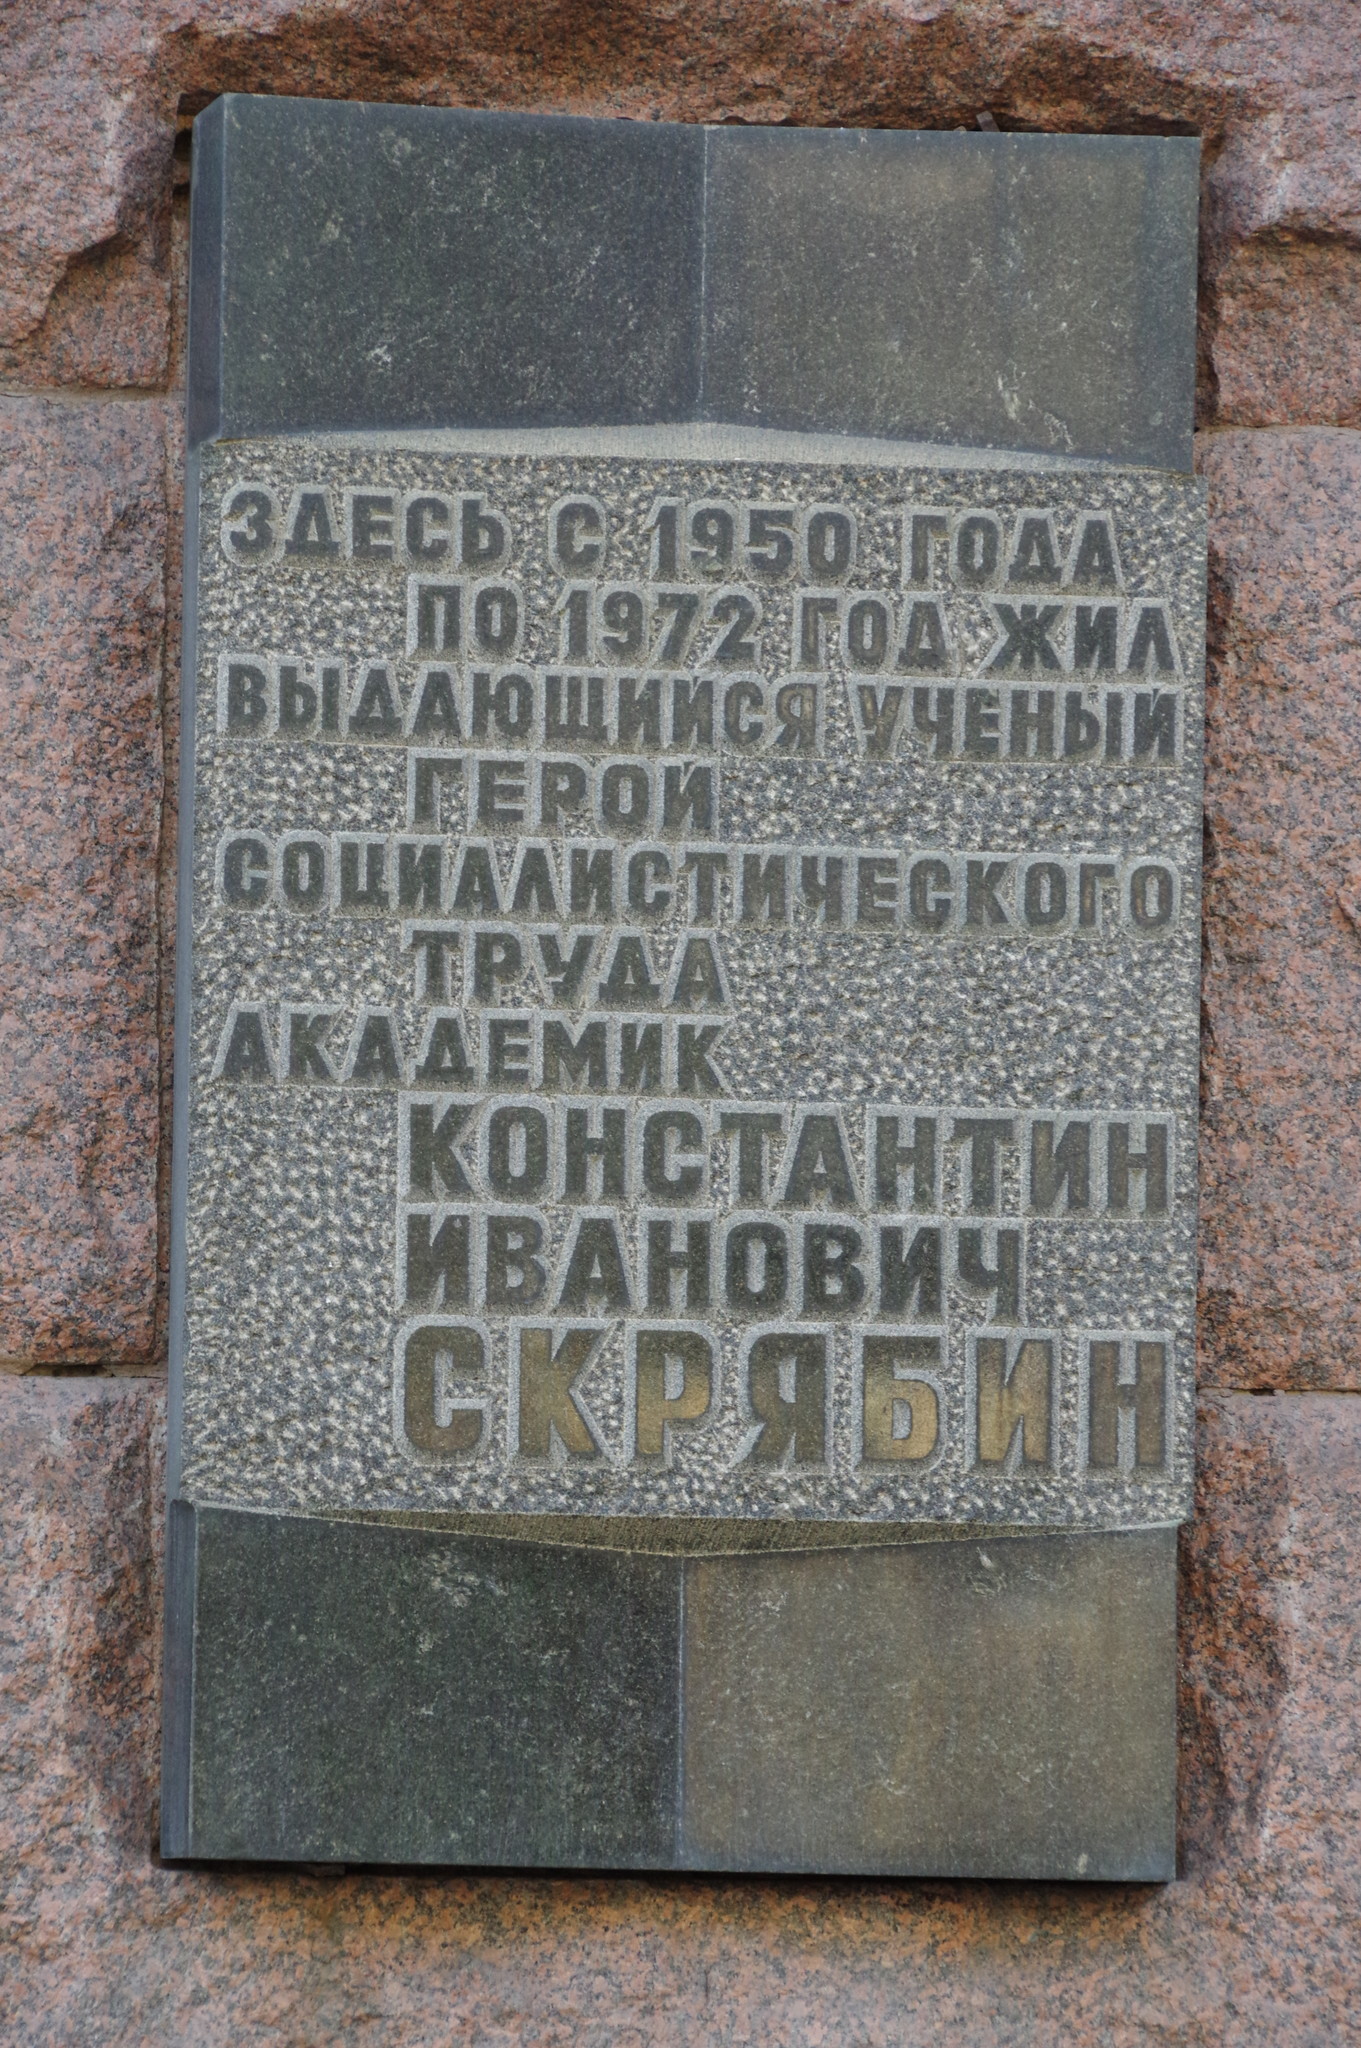 ЗДЕСЬ С 1950 ГОДА
ПО 1972 ГОД ЖИЛ
ВЫДАЮЩИЙСЯ УЧЕНЫЙ
ГЕРОЙ
СОЦИАЛИСТИЧЕСКОГО
ТРУДА
АКАДЕМИК
КОНСТАНТИН
ИВАНОВИЧ
СКРЯБИН